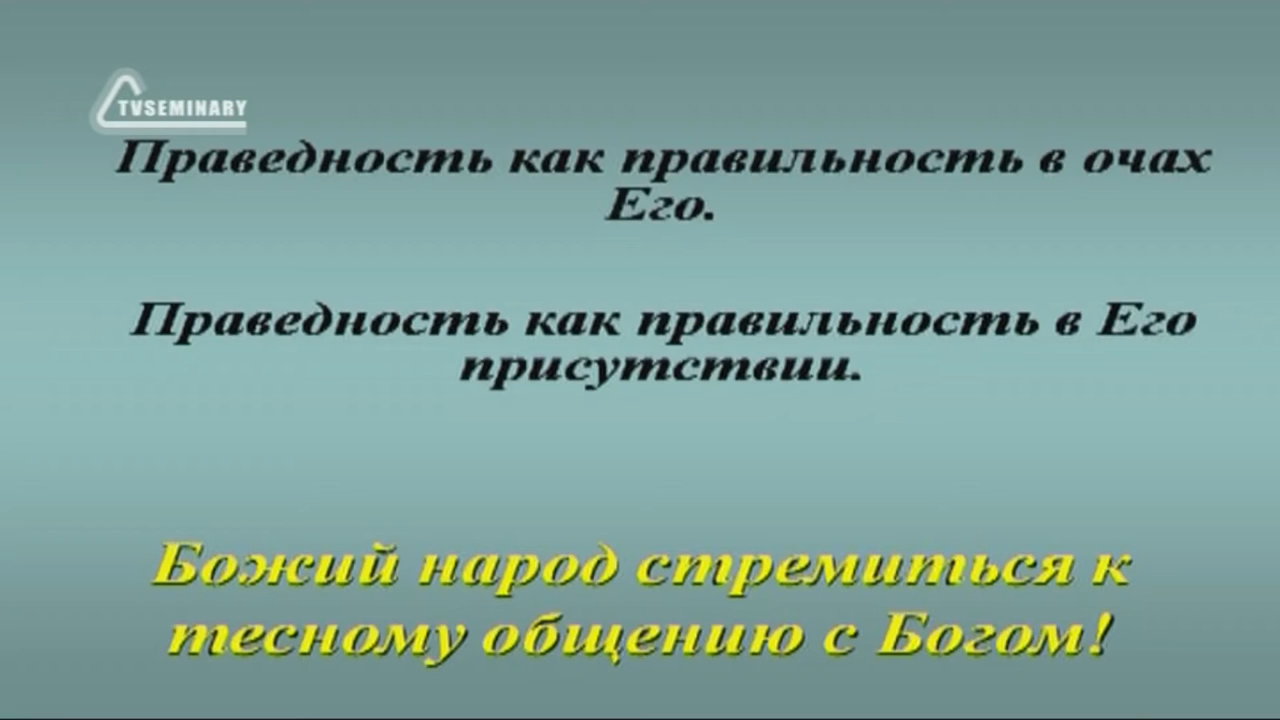 TVSEMINARY
Праведность как правильность в очах
Его.
Праведность как правильность в Его
присутствии.
Божий народ стремиться к
тесному общению с Богом!